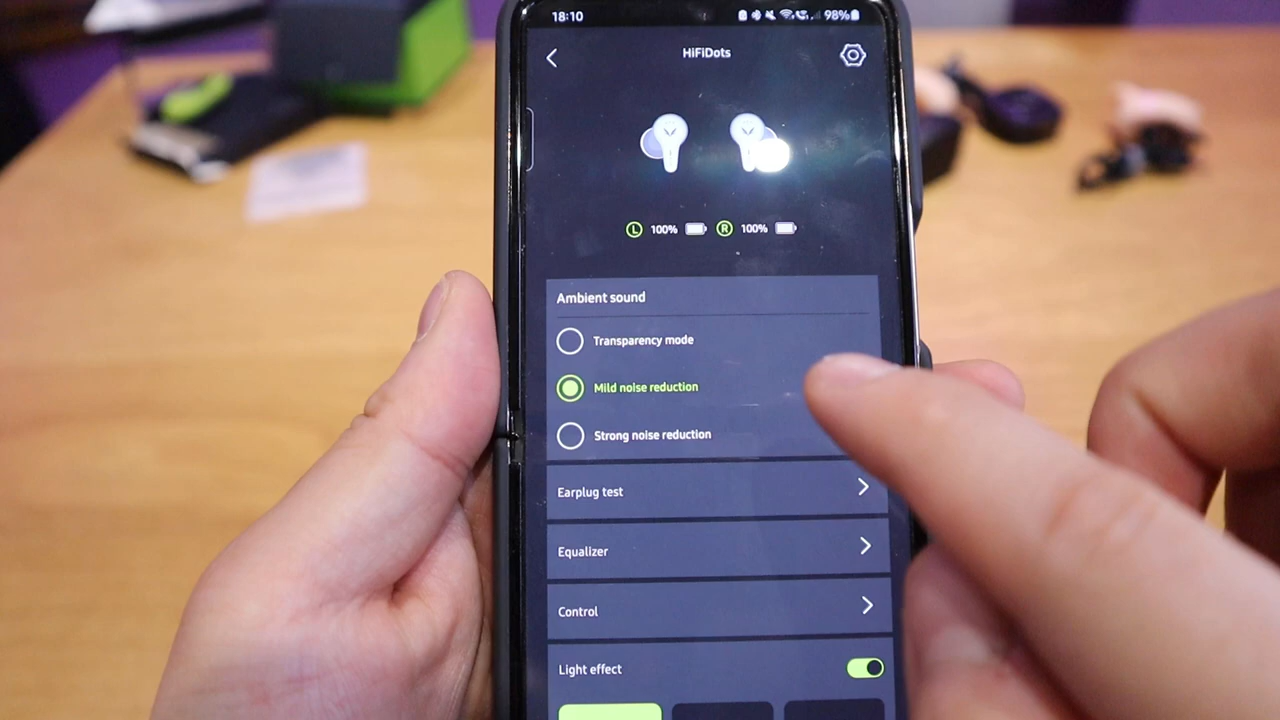 18:10 98%
HiFiDots
L 100% R 100%
Ambient sound
Transparency mode
Mild noise reduction
Strong noise reduction
Earplug test
Equalizer
Control
Light effect